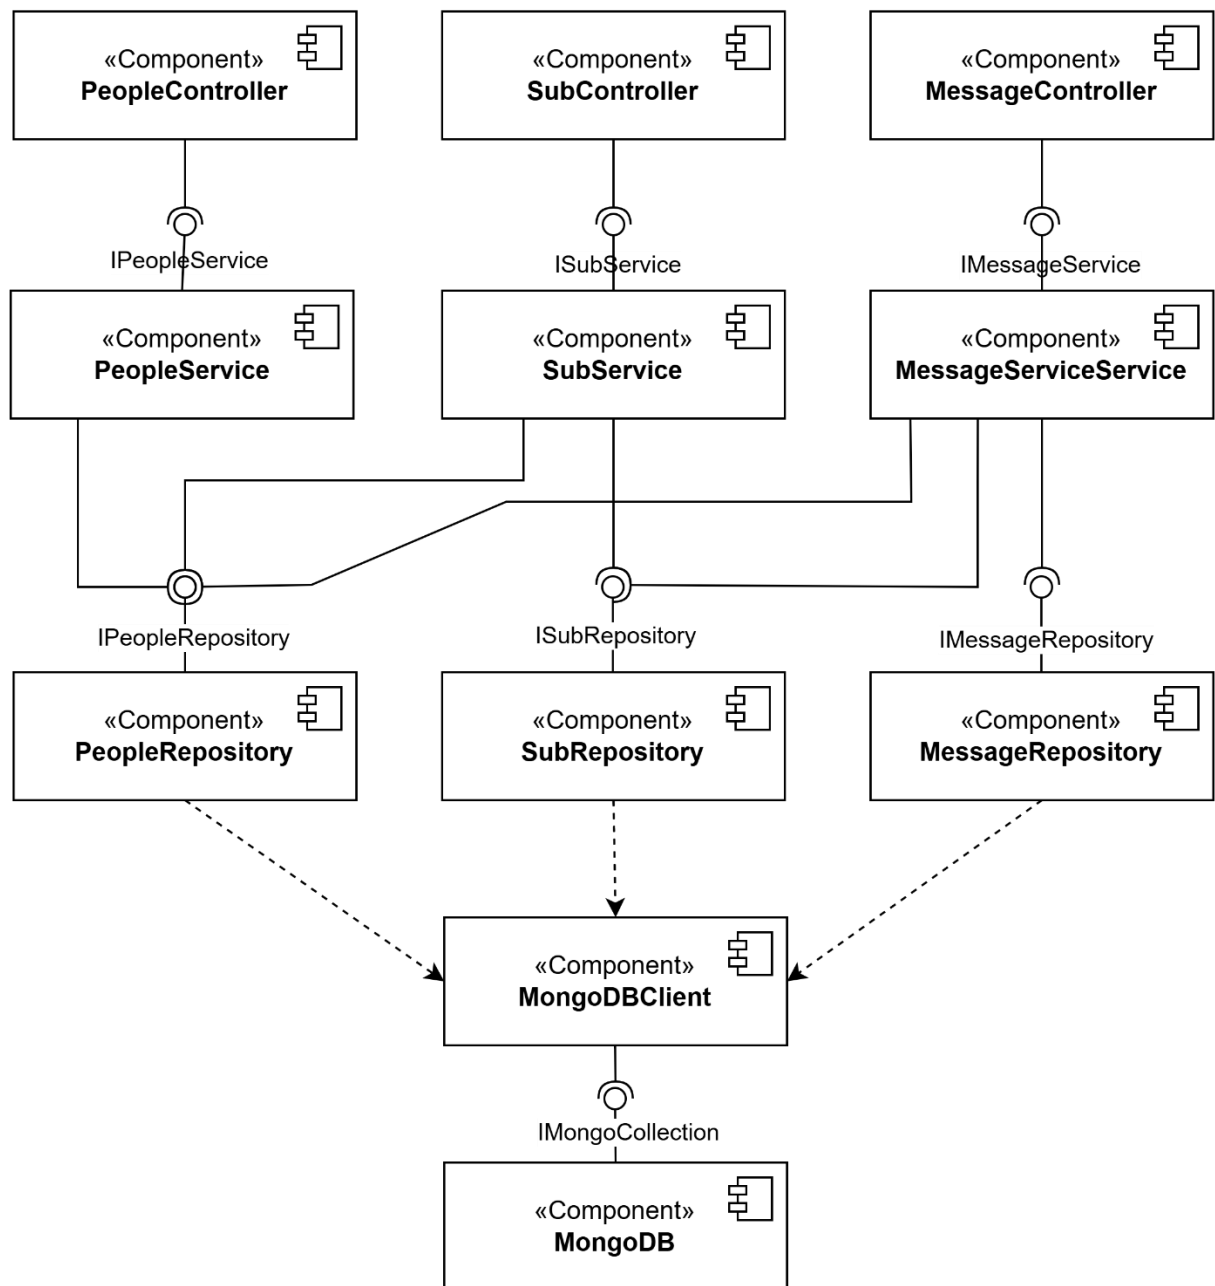 «Component»
PeopleController
«Component»
SubController
«Component»
MessageController
IPeopleService
ISubService
IMessageService
«Component»
PeopleService
«Component»
SubService
«Component»
MessageServiceService
IPeopleRepository
ISubRepository
IMessageRepository
«Component»
PeopleRepository
«Component»
SubRepository
«Component»
MessageRepository
«Component»
MongoDBClient
IMongoCollection
«Component»
MongoDB